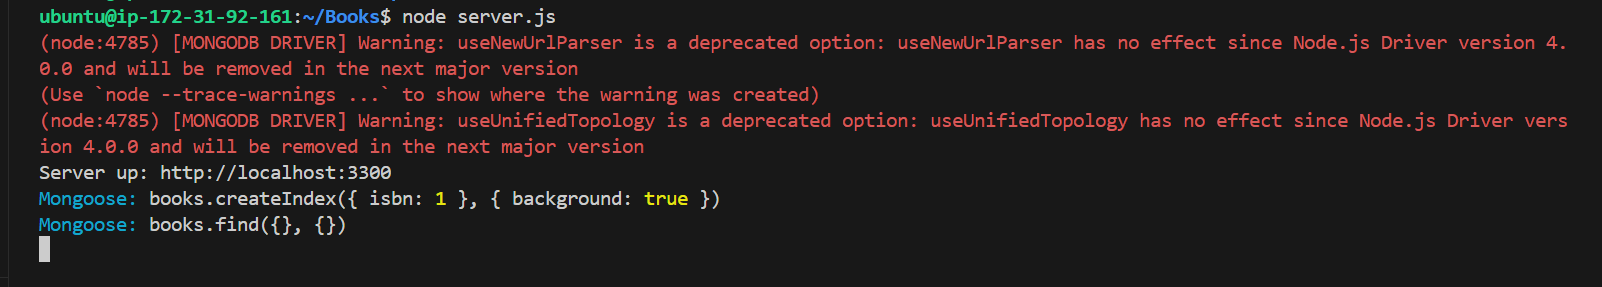 ubuntu@ip-172-31-92-161:~/Books$ node server.js
(node:4785) [MONGODB DRIVER] Warning: useNewUrlParser is a deprecated option: useNewUrlParser has no effect since Node.js Driver version 4.
0.0 and will be removed in the next major version
(Use `node --trace-warnings ...` to show where the warning was created)
(node:4785) [MONGODB DRIVER] Warning: useUnifiedTopology is a deprecated option: useUnifiedTopology has no effect since Node.js Driver vers
ion 4.0.0 and will be removed in the next major version
Server up: http://localhost:3300
Mongoose: books.createIndex({ isbn: 1 }, { background: true })
Mongoose: books.find({}, {})